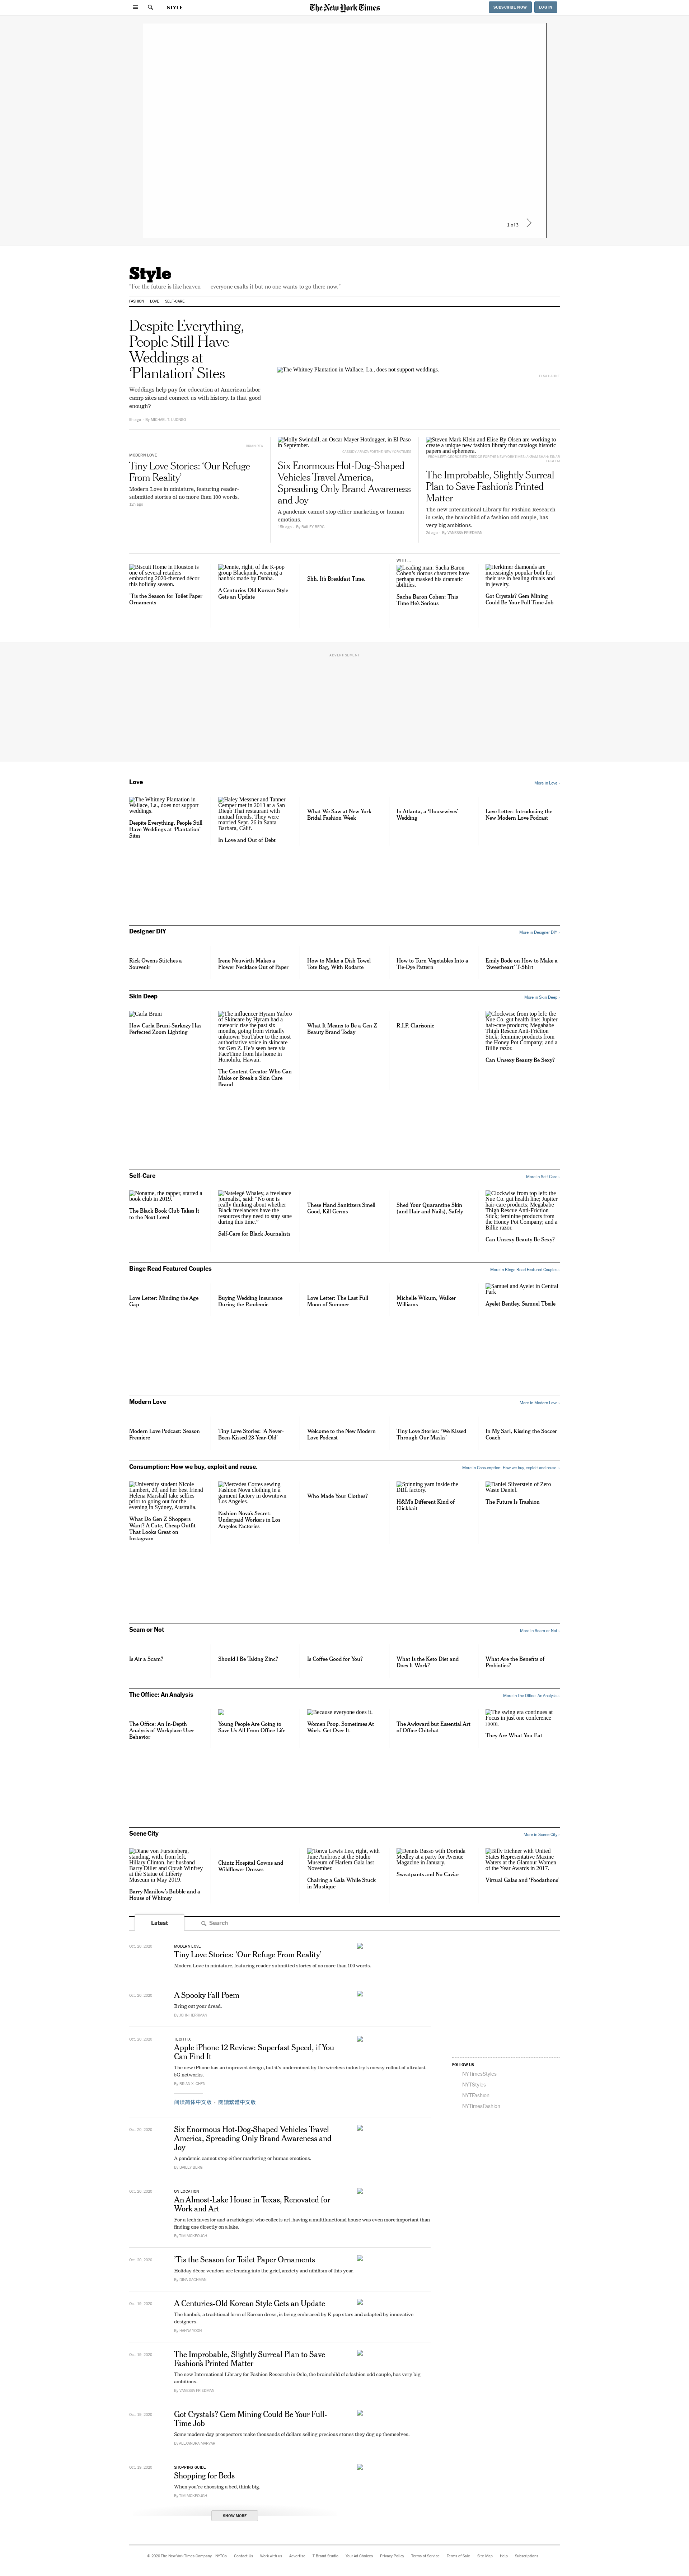 STYLE
The New York Times
SUBSCRIBE NOW
LOG IN
1 of 3
Style
"For the future is like heaven — everyone exalts it but no one wants to go there now."
FASHION
LOVE
SELF-CARE
Despite Everything,
People Still Have
Weddings at
‘Plantation’ Sites
Weddings help pay for education at American labor
camp sites and connect us with history. Is that good
enough?
By MICHAEL T. LUONGO
The Whitney Plantation in Wallace, La., does not support weddings.
MODERN LOVE
Tiny Love Stories: ‘Our Refuge
From Reality’
Modern Love in miniature, featuring reader-
submitted stories of no more than 100 words.
12h ago
Molly Swindall, an Oscar Mayer Hotdogger, in El Paso
in September.
Six Enormous Hot-Dog-Shaped
Vehicles Travel America,
Spreading Only Brand Awareness
and Joy
A pandemic cannot stop either marketing or human
emotions.
By BAILEY BERG
Steven Mark Klein and Elise By Olsen are working to
create a new fashion library that catalogs historic
papers and ephemera.
The Improbable, Slightly Surreal
Plan to Save Fashion’s Printed
Matter
The new International Library for Fashion Research
in Oslo, the brainchild of a fashion odd couple, has
very big ambitions.
By VANESSA FRIEDMAN
Biscuit Home in Houston is
one of several retailers
embracing 2020-themed décor
this holiday season.
’Tis the Season for Toilet Paper
Ornaments
Jennie, right, of the K-pop
group Blackpink, wearing a
hanbok made by Danha.
A Centuries-Old Korean Style
Gets an Update
Shh. It’s Breakfast Time.
WITH ...
Leading man: Sacha Baron
Cohen’s riotous characters have
perhaps masked his dramatic
abilities.
Sacha Baron Cohen: This
Time He’s Serious
Herkimer diamonds are
increasingly popular both for
their use in healing rituals and
in jewelry.
Got Crystals? Gem Mining
Could Be Your Full-Time Job
ADVERTISEMENT
Love
More in Love ›
The Whitney Plantation in
Wallace, La., does not support
weddings.
Despite Everything, People Still
Have Weddings at ‘Plantation’
Sites
Haley Messner and Tanner
Comper met in 2013 at a San
Diego Thai restaurant with
mutual friends. They were
married Sept. 26 in Santa
Barbara, Calif.
In Love and Out of Debt
What We Saw at New York
Bridal Fashion Week
In Atlanta, a ‘Housewives’
Wedding
Love Letter: Introducing the
New Modern Love Podcast
Designer DIY
More in Designer DIY ›
Rick Owens Stitches a
Souvenir
Irene Neuwirth Makes a
Flower Necklace Out of Paper
How to Make a Dish Towel
Tote Bag, With Rodarte
How to Turn Vegetables Into a
Tie-Dye Pattern
Emily Bode on How to Make a
‘Sweetheart’ T-Shirt
Skin Deep
More in Skin Deep ›
Carla Bruni
How Carla Bruni-Sarkozy Has
Perfected Zoom Lighting
The influencer Hyram Yarbro
of Skincare by Hyram had a
meteoric rise the past six
months, going from virtually
unknown YouTuber to the most
authoritative voice in skincare
for Gen Z. He’s seen here via
FaceTime from his home in
Honolulu, Hawaii.
The Content Creator Who Can
Make or Break a Skin Care
Brand
What It Means to Be a Gen Z
Beauty Brand Today
R.I.P. Clarisonic
Clockwise from top left: the
Nue Co. gut health line; Jupiter
hair-care products; Megababe
Thigh Rescue Anti-Friction
Stick; feminine products from
the Honey Pot Company; and a
Billie razor.
Can Unsexy Beauty Be Sexy?
Self-Care
More in Self-Care ›
Noname, the rapper, started a
book club in 2019.
The Black Book Club Takes It
to the Next Level
Natelegé Whaley, a freelance
journalist, said: “No one is
really thinking about whether
Black freelancers have the
resources they need to stay sane
during this time.”
Self-Care for Black Journalists
These Hand Sanitizers Smell
Good, Kill Germs
Shed Your Quarantine Skin
(and Hair and Nails), Safely
Clockwise from top left: the
Nue Co. gut health line; Jupiter
hair-care products; Megababe
Thigh Rescue Anti-Friction
Stick; feminine products from
the Honey Pot Company; and a
Billie razor.
Can Unsexy Beauty Be Sexy?
Binge Read Featured Couples
More in Binge Read Featured Couples ›
Love Letter: Minding the Age
Gap
Buying Wedding Insurance
During the Pandemic
Love Letter: The Last Full
Moon of Summer
Michelle Wikum, Walker
Williams
Samuel and Ayelet in Central
Park
Ayelet Bentley, Samuel Tbeile
Modern Love
More in Modern Love ›
Modern Love Podcast: Season
Premiere
Tiny Love Stories: ‘A Never-
Been-Kissed 23-Year-Old’
Welcome to the New Modern
Love Podcast
Tiny Love Stories: ‘We Kissed
Through Our Masks’
In My Sari, Kissing the Soccer
Coach
Consumption: How we buy, exploit and reuse.
More in Consumption: How we buy, exploit and reuse. ›
University student Nicole
Lambert, 20, and her best friend
Helena Marshall take selfies
prior to going out for the
evening in Sydney, Australia.
What Do Gen Z Shoppers
Want? A Cute, Cheap Outfit
That Looks Great on
Instagram
Mercedes Cortes sewing
Fashion Nova clothing in a
garment factory in downtown
Los Angeles.
Fashion Nova’s Secret:
Underpaid Workers in Los
Angeles Factories
Who Made Your Clothes?
Spinning yarn inside the
DBL factory.
H&M’s Different Kind of
Clickbait
Daniel Silverstein of Zero
Waste Daniel.
The Future Is Trashion
Scam or Not
More in Scam or Not ›
Is Air a Scam?
Should I Be Taking Zinc?
Is Coffee Good for You?
What Is the Keto Diet and
Does It Work?
What Are the Benefits of
Probiotics?
The Office: An Analysis
More in The Office: An Analysis ›
The Office: An In-Depth
Analysis of Workplace User
Behavior
Young People Are Going to
Save Us All From Office Life
Because everyone does it.
Women Poop. Sometimes At
Work. Get Over It.
The Awkward but Essential Art
of Office Chitchat
The swing era continues at
Focus in just one conference
room.
They Are What You Eat
Scene City
More in Scene City ›
Diane von Furstenberg,
standing, with, from left,
Hillary Clinton, her husband
Barry Diller and Oprah Winfrey
at the Statue of Liberty
Museum in May 2019.
Barry Manilow’s Bubble and a
House of Whimsy
Chintz Hospital Gowns and
Wildflower Dresses
Tonya Lewis Lee, right, with
June Ambrose at the Studio
Museum of Harlem Gala last
November.
Chairing a Gala While Stuck
in Mustique
Dennis Basso with Dorinda
Medley at a party for Avenue
Magazine in January.
Sweatpants and No Caviar
Billy Eichner with United
States Representative Maxine
Waters at the Glamour Women
of the Year Awards in 2017.
Virtual Galas and ‘Foodathons’
Latest
Search
Oct. 20, 2020
MODERN LOVE
Tiny Love Stories: ‘Our Refuge From Reality’
Modern Love in miniature, featuring reader-submitted stories of no more than 100 words.
Oct. 20, 2020
A Spooky Fall Poem
Bring out your dread.
By JOHN HERRMAN
Oct. 20, 2020
TECH FIX
Apple iPhone 12 Review: Superfast Speed, if You
Can Find It
The new iPhone has an improved design, but it’s undermined by the wireless industry’s messy rollout of ultrafast
5G networks.
By BRIAN X. CHEN
阅读简体中文版 • 閱讀繁體中文版
Oct. 20, 2020
Six Enormous Hot-Dog-Shaped Vehicles Travel
America, Spreading Only Brand Awareness and
Joy
A pandemic cannot stop either marketing or human emotions.
By BAILEY BERG
Oct. 20, 2020
ON LOCATION
An Almost-Lake House in Texas, Renovated for
Work and Art
For a tech investor and a radiologist who collects art, having a multifunctional house was even more important than
finding one directly on a lake.
By TIM MCKEOUGH
Oct. 20, 2020
’Tis the Season for Toilet Paper Ornaments
Holiday décor vendors are leaning into the grief, anxiety and nihilism of this year.
By DINA GACHMAN
Oct. 19, 2020
A Centuries-Old Korean Style Gets an Update
The hanbok, a traditional form of Korean dress, is being embraced by K-pop stars and adapted by innovative
designers.
Oct. 19, 2020
The Improbable, Slightly Surreal Plan to Save
Fashion’s Printed Matter
The new International Library for Fashion Research in Oslo, the brainchild of a fashion odd couple, has very big
ambitions.
By VANESSA FRIEDMAN
Oct. 19, 2020
Got Crystals? Gem Mining Could Be Your Full-
Time Job
Some modern-day prospectors make thousands of dollars selling precious stones they dug up themselves.
By ALEXANDRA MARVAR
Oct. 19, 2020
SHOPPING GUIDE
Shopping for Beds
When you’re choosing a bed, think big.
By TIM MCKEOUGH
SHOW MORE
FOLLOW US
NYTimesStyles
NYTStyles
NYTFashion
NYTimesFashion
© 2020 The New York Times Company
NYTCo
Contact Us
Work with us
Advertise
T Brand Studio
Your Ad Choices
Privacy Policy
Terms of Service
Terms of Sale
Site Map
Help
Subscriptions